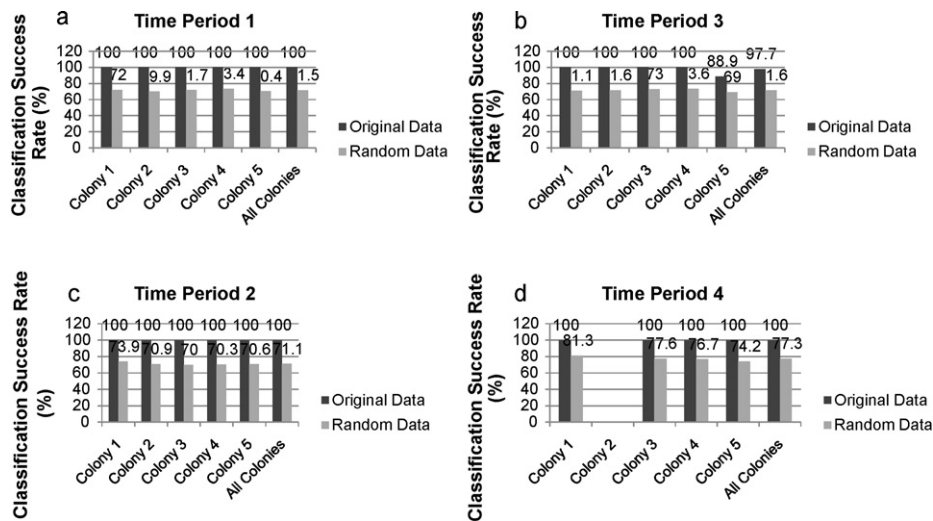 a
Time Period 1
Classification Success
Rate (%)
120
100
80
60
40
20
0
100 100 100 100 100 100
72 9.9 1.7 3.4 0.4 1.5
Colony 1
Colony 2
Colony 3
Colony 4
Colony 5
All Colonies
Original Data
Random Data
b
Time Period 3
Classification Success
Rate (%)
120
100
80
60
40
20
0
100 100 100 100 88.9 97.7
1.1 1.6 73 3.6 69 1.6
Colony 1
Colony 2
Colony 3
Colony 4
Colony 5
All Colonies
Original Data
Random Data
c
Time Period 2
Classification Success Rate
(%)
120
100
80
60
40
20
0
100 100 100 100 100 100
73.9 70.9 70 70.3 70.6 71.1
Colony 1
Colony 2
Colony 3
Colony 4
Colony 5
All Colonies
Original Data
Random Data
d
Time Period 4
Classification Success Rate
(%)
120
100
80
60
40
20
0
100 100 100 100 100
81.3 77.6 76.7 74.2 77.3
Colony 1
Colony 2
Colony 3
Colony 4
Colony 5
All Colonies
Original Data
Random Data